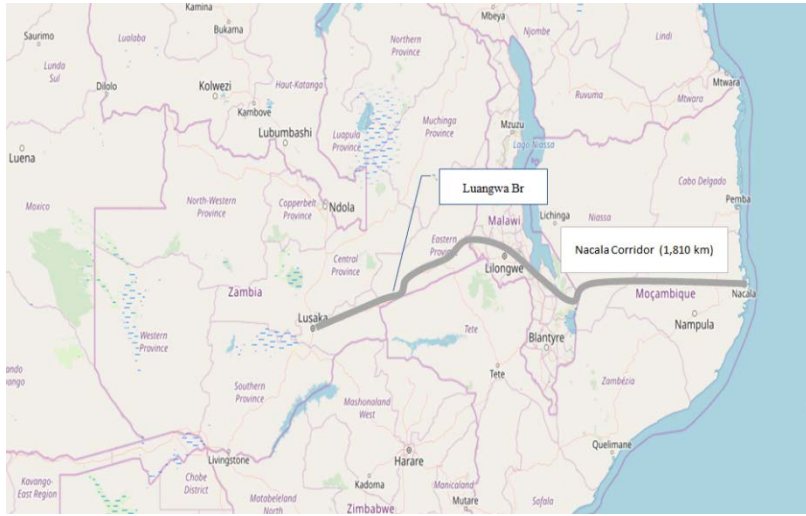 Saurimo
Lunda
Sul
Lualaba
Kamina
Bukama
Haut-Katanga
Northern
Province
Mbeya
Njombe
Lindi
Dilolo
Kolwezi
Kambove
Lubumbashi
Luapula
Province
Muchinga
Province
Mzuzu
Ruvuma
Mtwara
Mtwara
Luena
Lago Niassa
Cabo Delgado
Pemba
Moxico
North-Western
Province
Copperbelt
Province
Ndola
Luangwa Br
Malawi
Lichinga
Niassa
Central
Province
Eastern
Province
Lilongwe
Nacala Corridor (1,810 km)
Zambia
Lusaka
Moçambique
Nacala
Western
Province
Tete
Blantyre
Nampula
Southern
Province
Tete
Zambézia
Mashonaland
West
Livingstone
Harare
Quelimane
Kavango-
East Region
Chobe
District
Matabeleland
North
Kadoma
Manicaland
Mutare
Zimbabwe